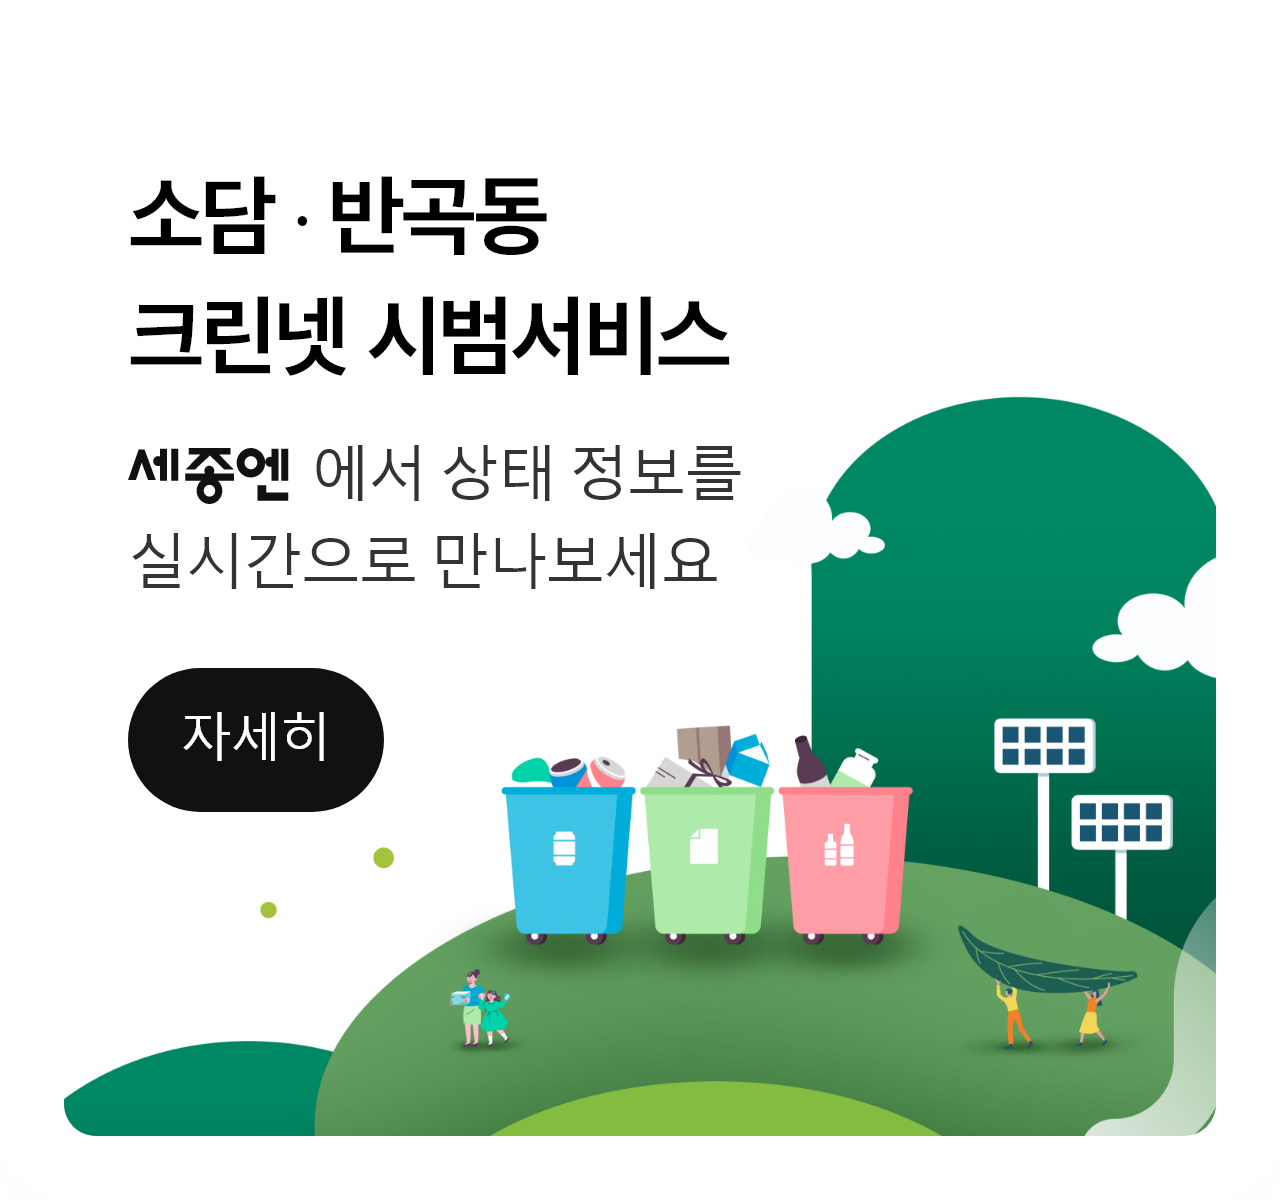 소담 · 반곡동
크린넷 시범서비스
세종엔 에서 상태 정보를
실시간으로 만나보세요
자세히